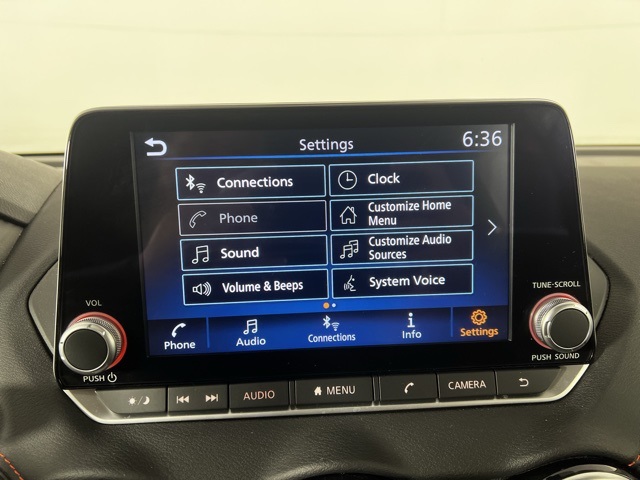 Settings
6:36
Connections
Clock
Phone
Customize Home
Menu
Sound
Customize Audio
Sources
Volume & Beeps
System Voice
Phone
Audio
Connections
Info
Settings
VOL
PUSH
TUNE-SCROLL
PUSH SOUND
AUDIO
MENU
CAMERA